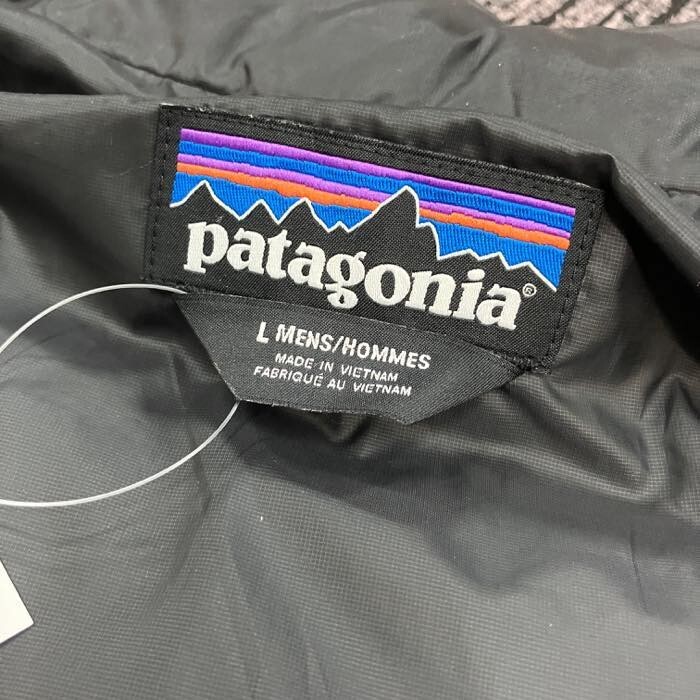 patagonia®
L MENS/HOMMES
MADE IN VIETNAM
FABRIQUÉ AU VIETNAM